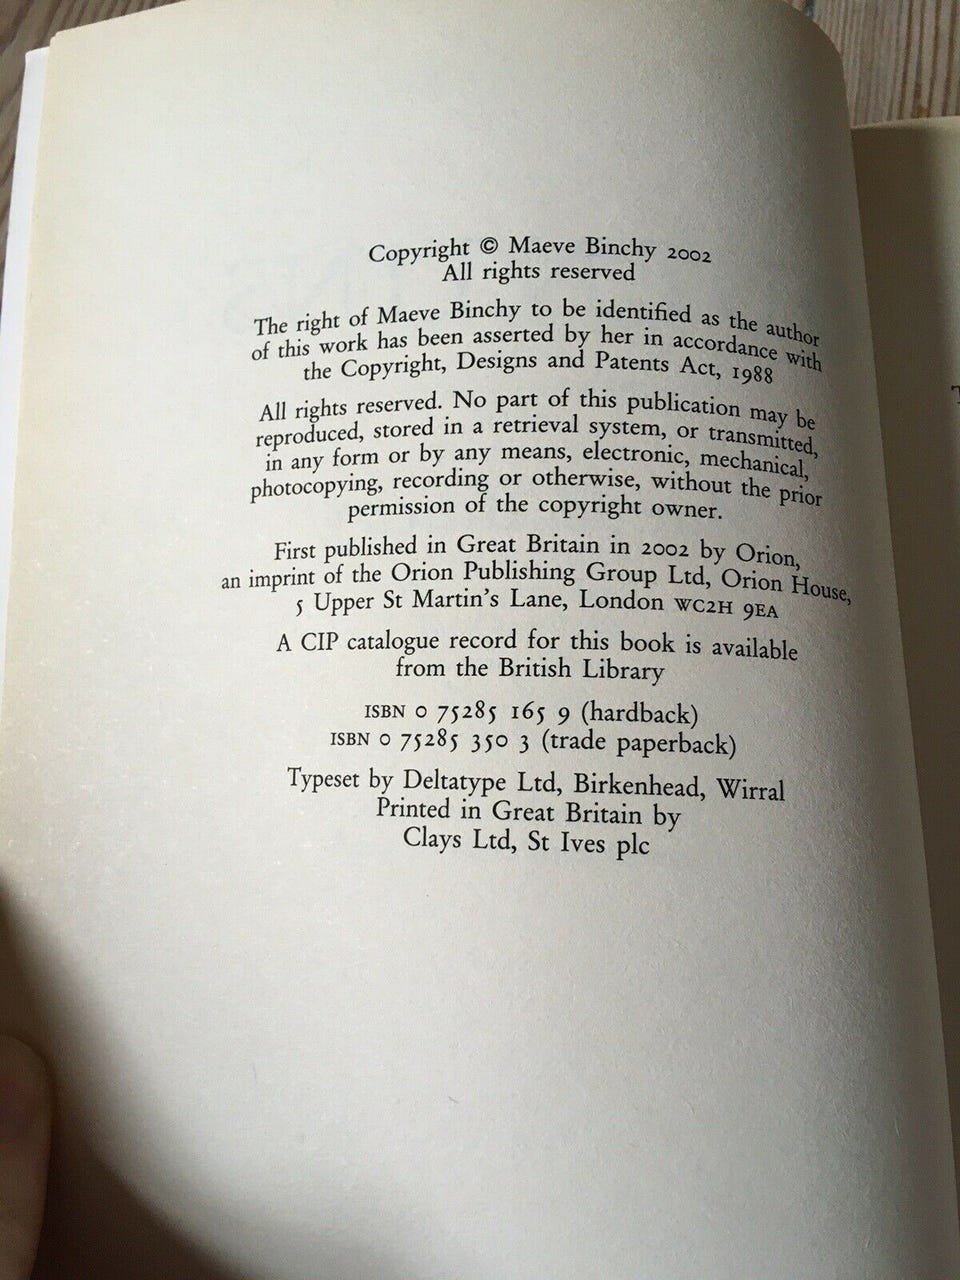 Copyright © Maeve Binchy 2002
All rights reserved
The right of Maeve Binchy to be identified as the author
of this work has been asserted by her in accordance with
the Copyright, Designs and Patents Act, 1988
All rights reserved. No part of this publication may be
reproduced, stored in a retrieval system, or transmitted,
in any form or by any means, electronic, mechanical,
photocopying, recording or otherwise, without the prior
permission of the copyright owner.
First published in Great Britain in 2002 by Orion,
an imprint of the Orion Publishing Group Ltd, Orion House,
5 Upper St Martin's Lane, London WC2H 9EA
A CIP catalogue record for this book is available
from the British Library
ISBN 0 75285 165 9 (hardback)
ISBN 0 75285 350 3 (trade paperback)
Typeset by Deltatype Ltd, Birkenhead, Wirral
Printed in Great Britain by
Clays Ltd, St Ives plc